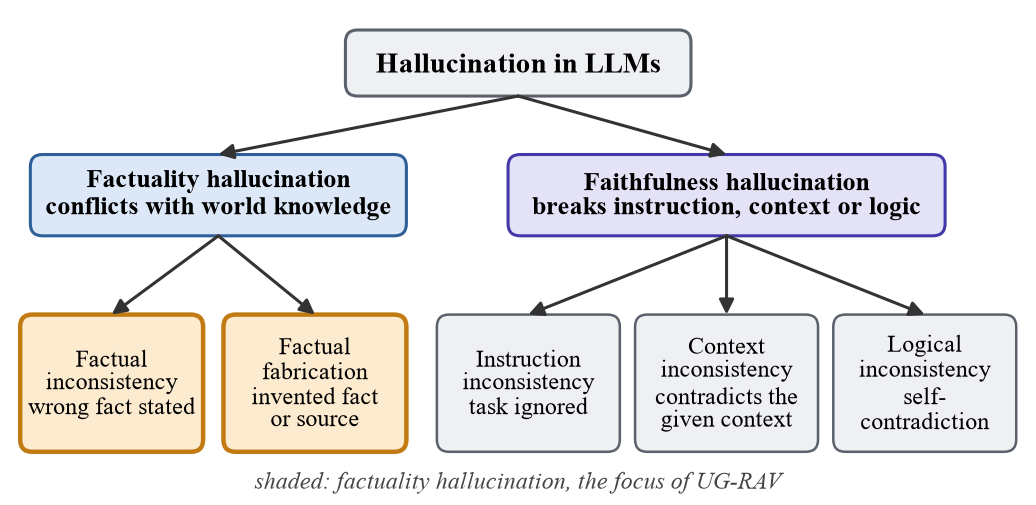 Hallucination in LLMs
Factuality hallucination
conflicts with world knowledge
Faithfulness hallucination
breaks instruction, context or logic
Factual
inconsistency
wrong fact stated
Factual
fabrication
invented fact
or source
Instruction
inconsistency
task ignored
Context
inconsistency
contradicts the
given context
Logical
inconsistency
self-
contradiction
shaded: factuality hallucination, the focus of UG-RAV